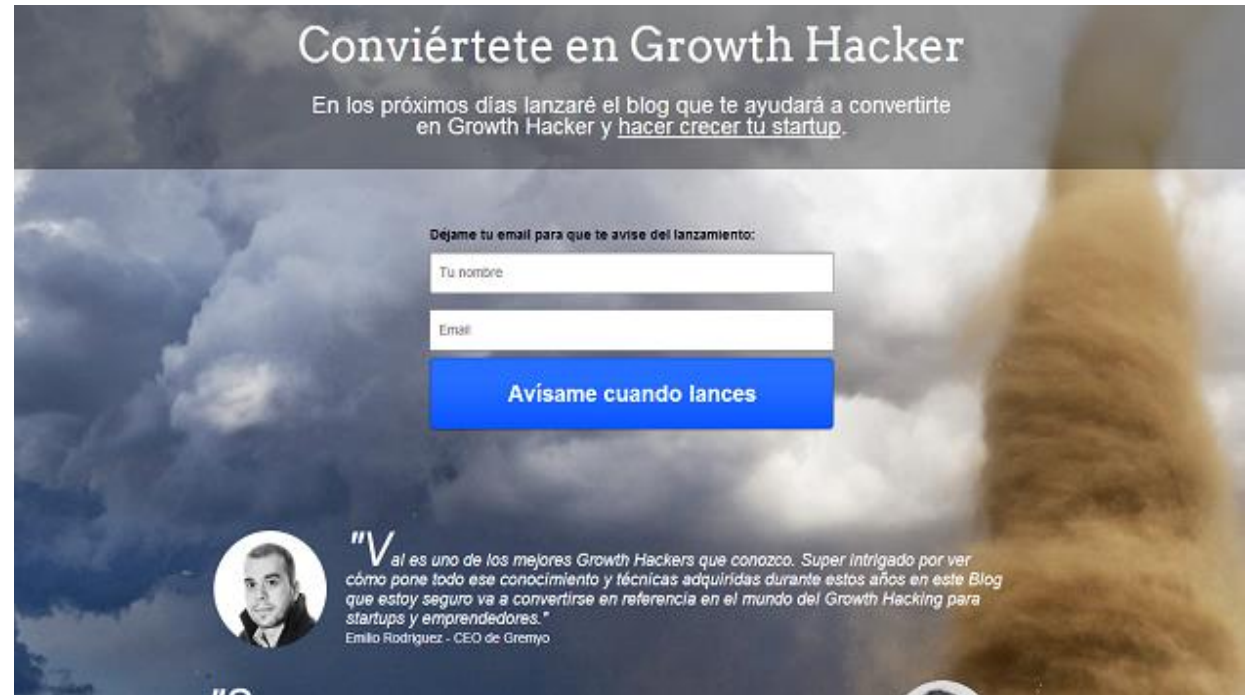 Conviértete en Growth Hacker
En los próximos días lanzaré el blog que te ayudará a convertirte
en Growth Hacker y hacer crecer tu startup.
Déjame tu email para que te avise del lanzamiento:
Tu nombre
Email
Avísame cuando lances
"Val es uno de los mejores Growth Hackers que conozco. Super intrigado por ver
cómo pone todo ese conocimiento y técnicas adquiridas durante estos años en este Blog
que estoy seguro va a convertirse en referencia en el mundo del Growth Hacking para
startups y emprendedores."
Emilio Rodriguez - CEO de Gremyo